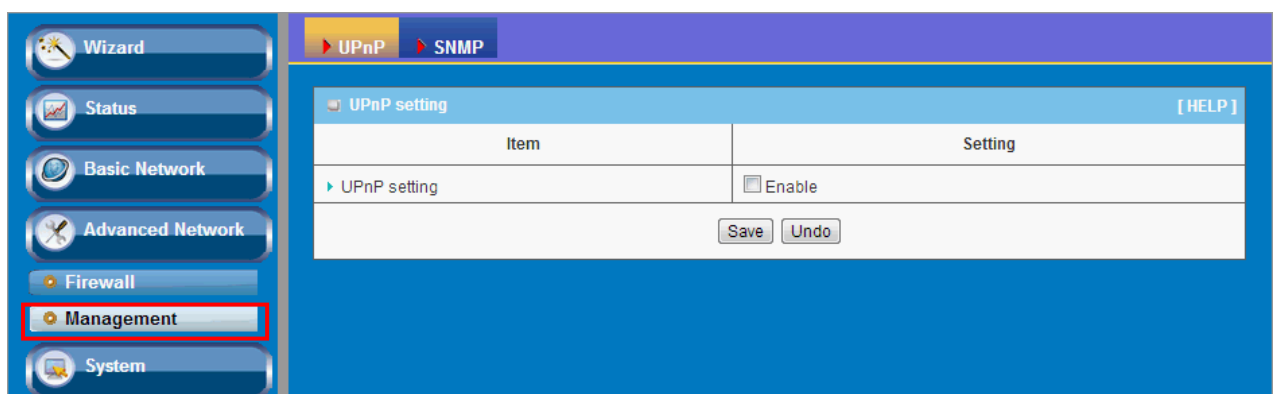 Wizard
Status
Basic Network
Advanced Network
Firewall
Management
System
UPnP SNMP
UPnP setting [HELP]
Item Setting
UPnP setting Enable
Save Undo